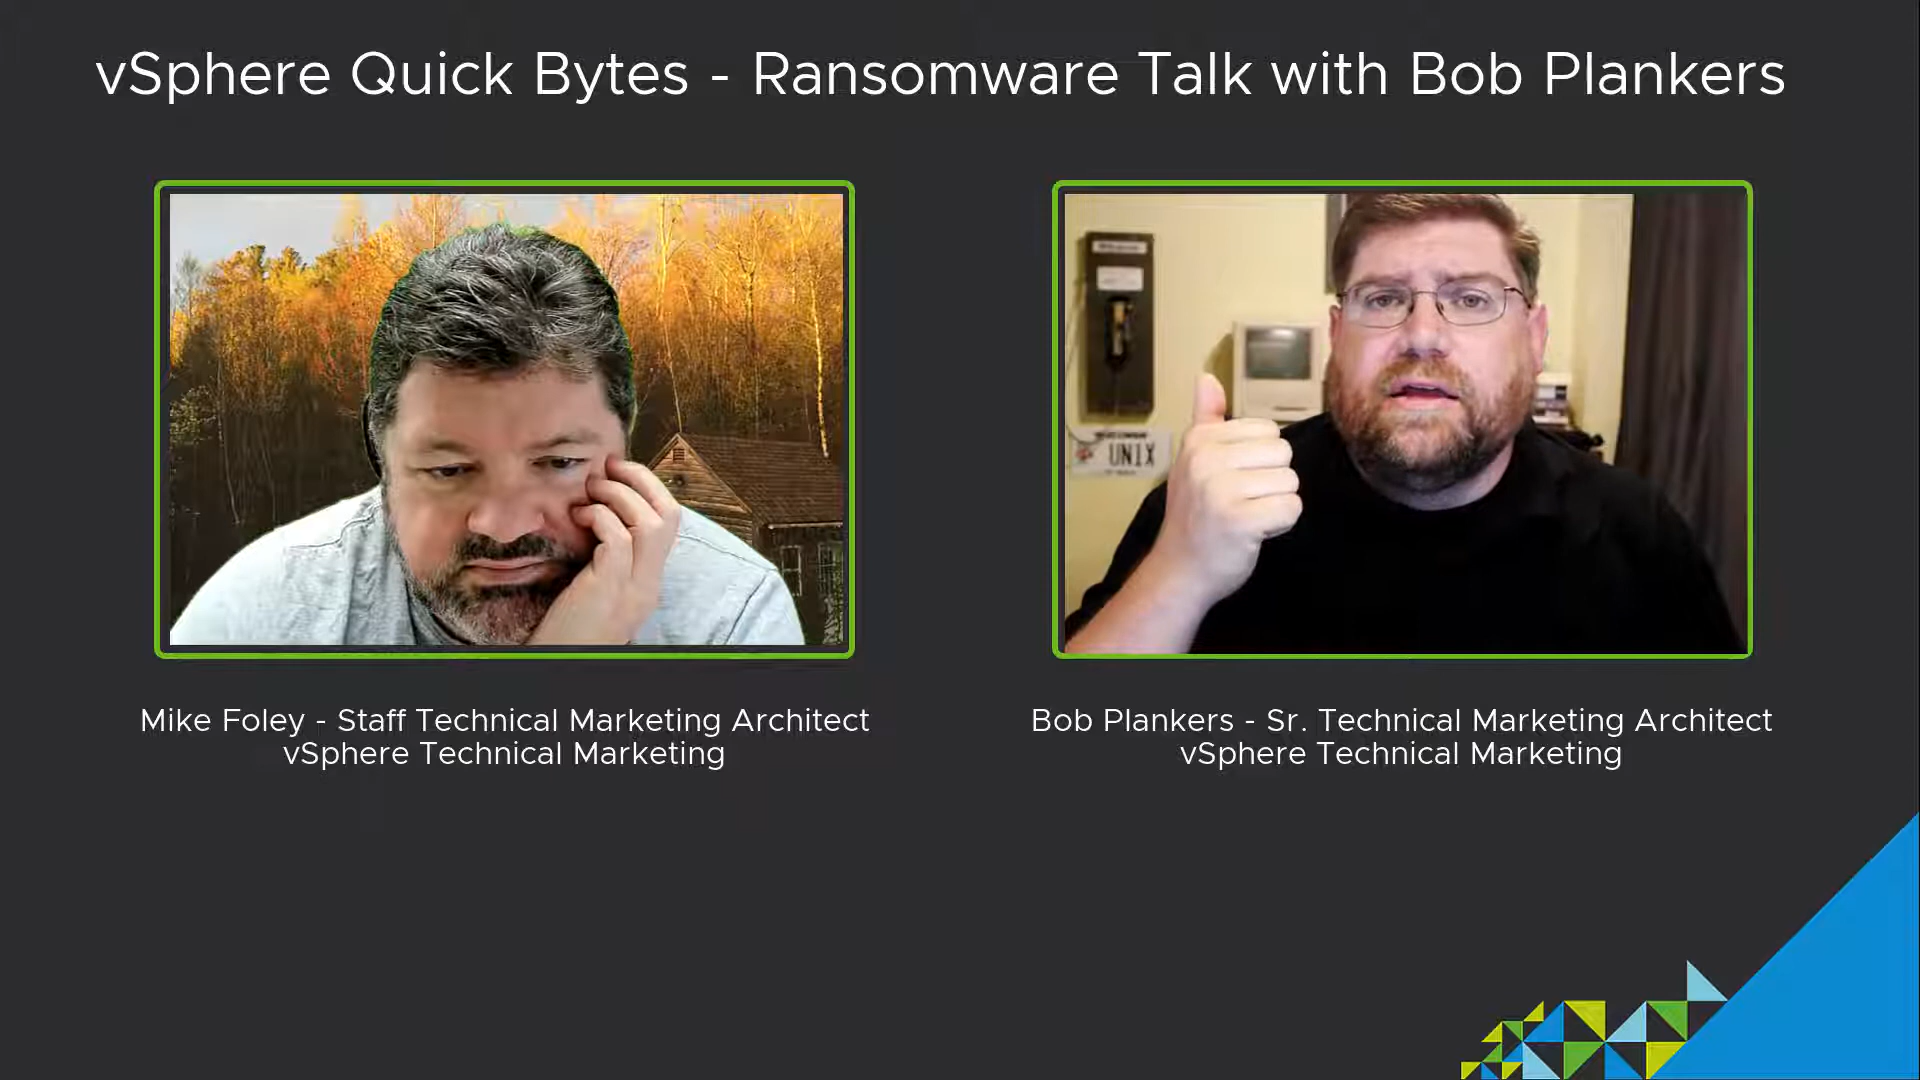 vSphere Quick Bytes - Ransomware Talk with Bob Plankers
UNIX
Mike Foley - Staff Technical Marketing Architect
vSphere Technical Marketing
Bob Plankers - Sr. Technical Marketing Architect
vSphere Technical Marketing